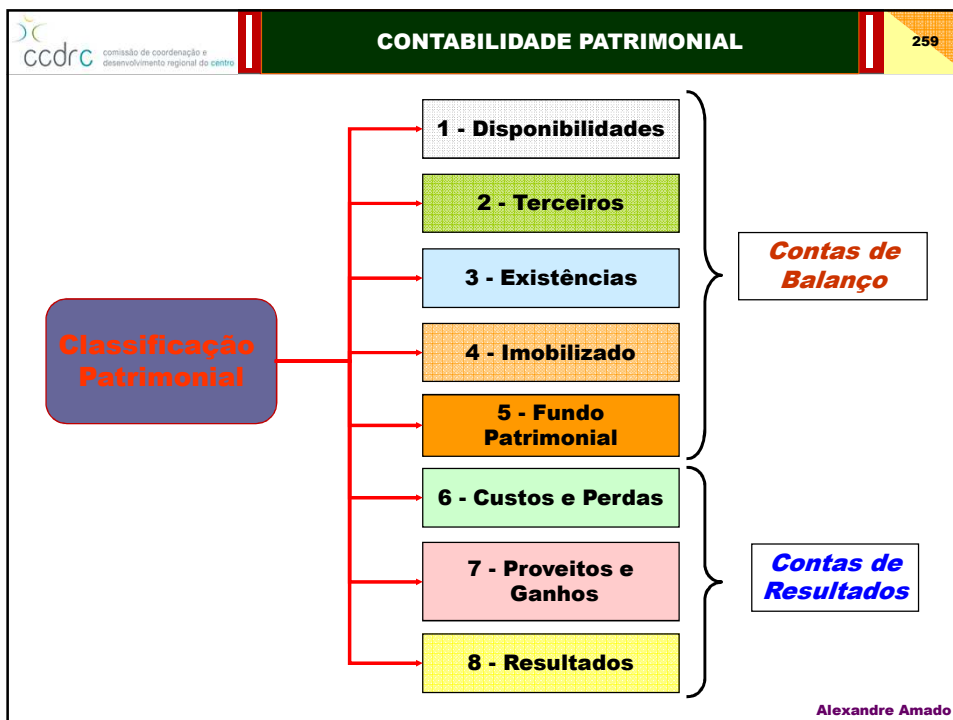 ccdrc
comissão de coordenação e
desenvolvimento regional do centro
CONTABILIDADE PATRIMONIAL
259
Classificação
Patrimonial
1 - Disponibilidades
2 - Terceiros
3 - Existências
4 - Imobilizado
5 - Fundo
Patrimonial
6 - Custos e Perdas
7 - Proveitos e
Ganhos
8 - Resultados
Contas de
Balanço
Contas de
Resultados
Alexandre Amado